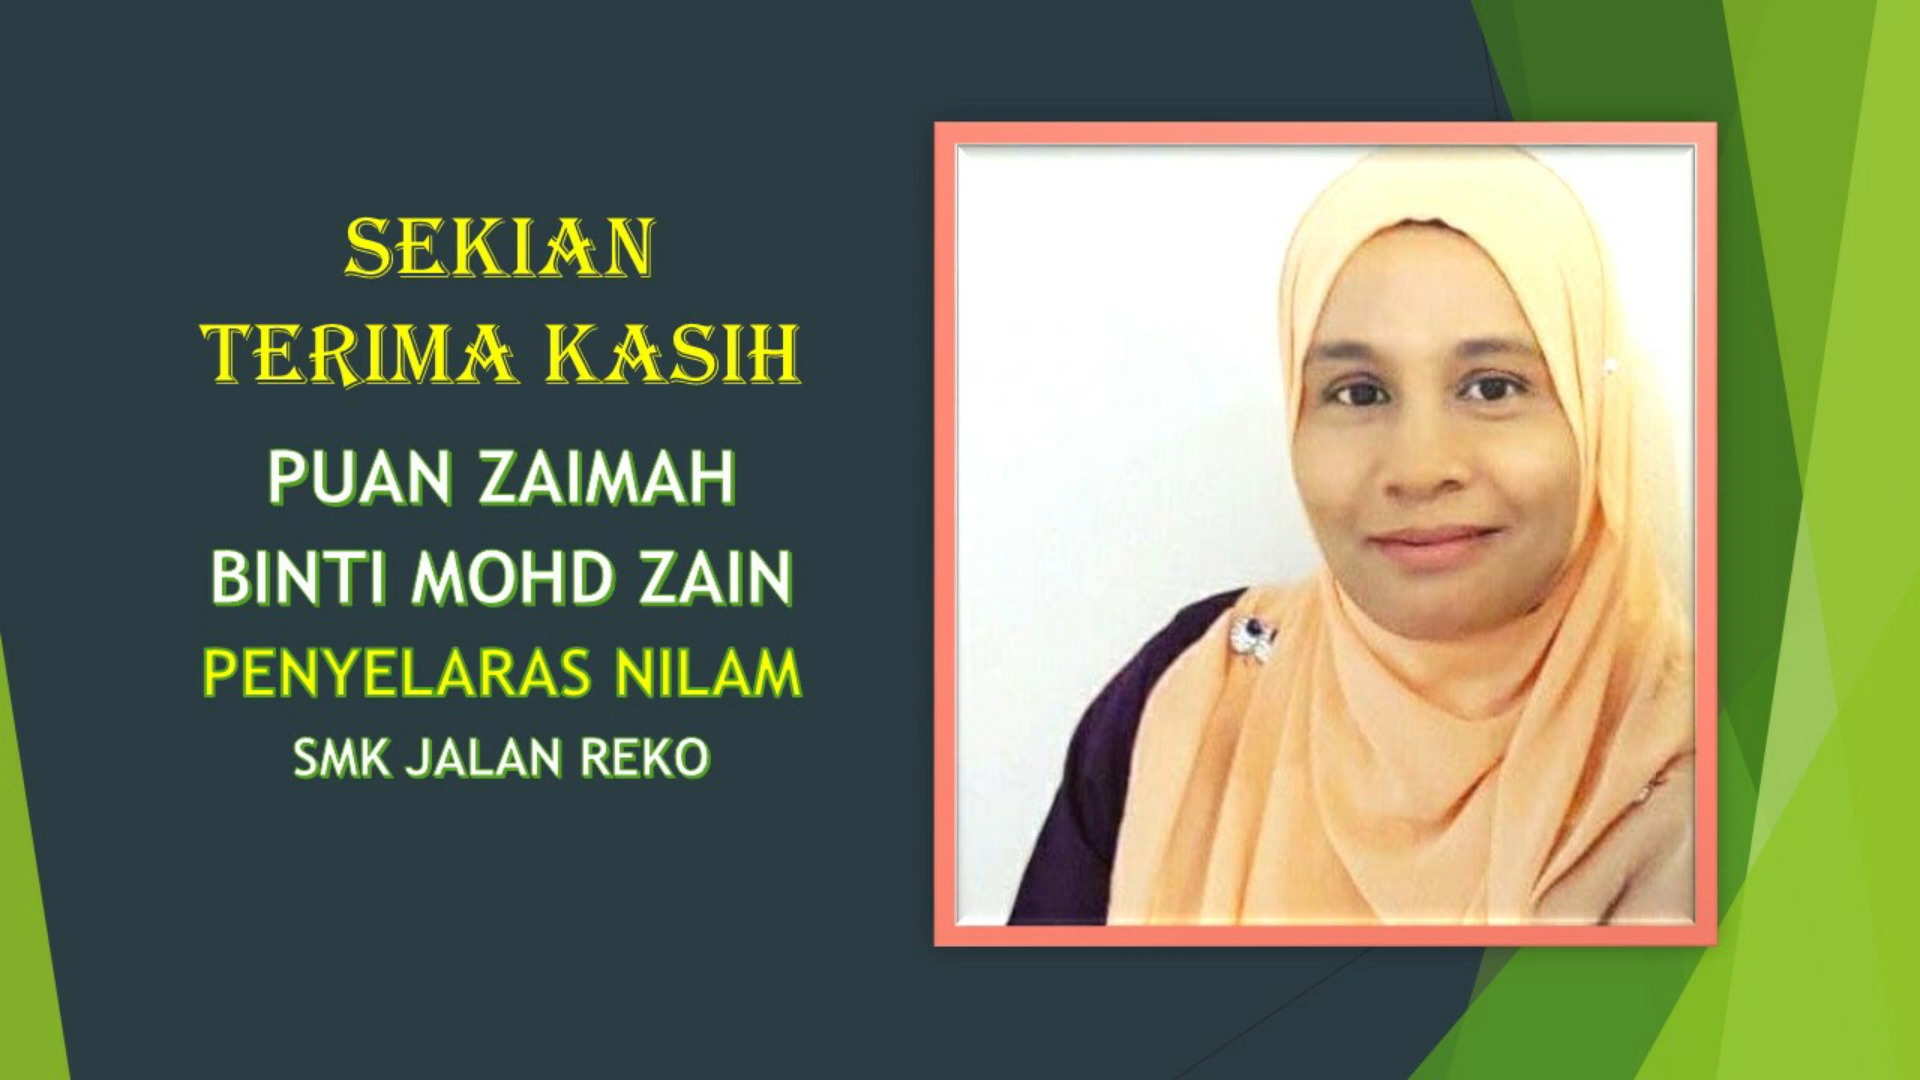 SEKIAN
TERIMA KASIH
PUAN ZAIMAH
BINTI MOHD ZAIN
PENYELARAS NILAM
SMK JALAN REKO